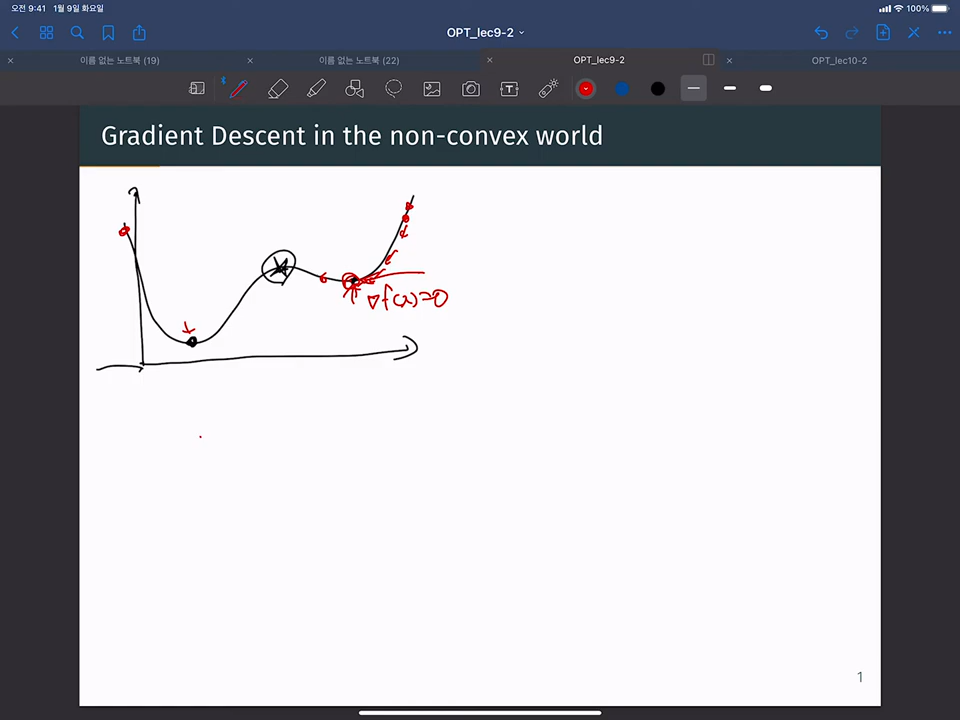 오전 9:41 1월 9일 화요일
100%
OPT_lec9-2
이름 없는 노트북 (19)
이름 없는 노트북 (22)
OPT_lec9-2
OPT_lec10-2
T
Gradient Descent in the non-convex world
∇f(x)=0
1